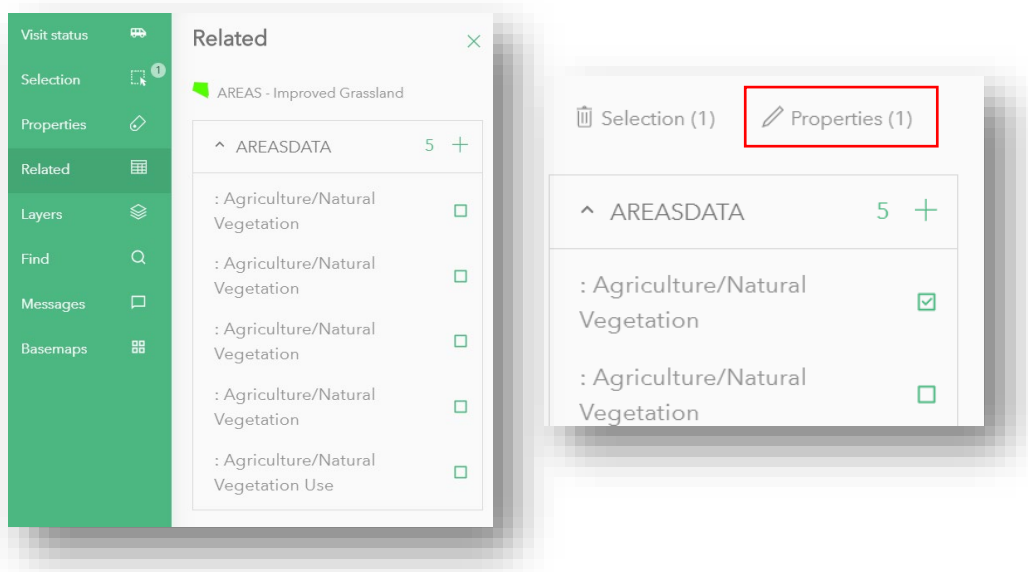 Visit status
Selection 1
Properties
Related
Layers
Find
Messages
Basemaps
Related
AREAS - Improved Grassland
AREASDATA 5
: Agriculture/Natural
Vegetation
: Agriculture/Natural
Vegetation
: Agriculture/Natural
Vegetation
: Agriculture/Natural
Vegetation
: Agriculture/Natural
Vegetation Use
Selection (1) Properties (1)
AREASDATA 5
: Agriculture/Natural
Vegetation
: Agriculture/Natural
Vegetation